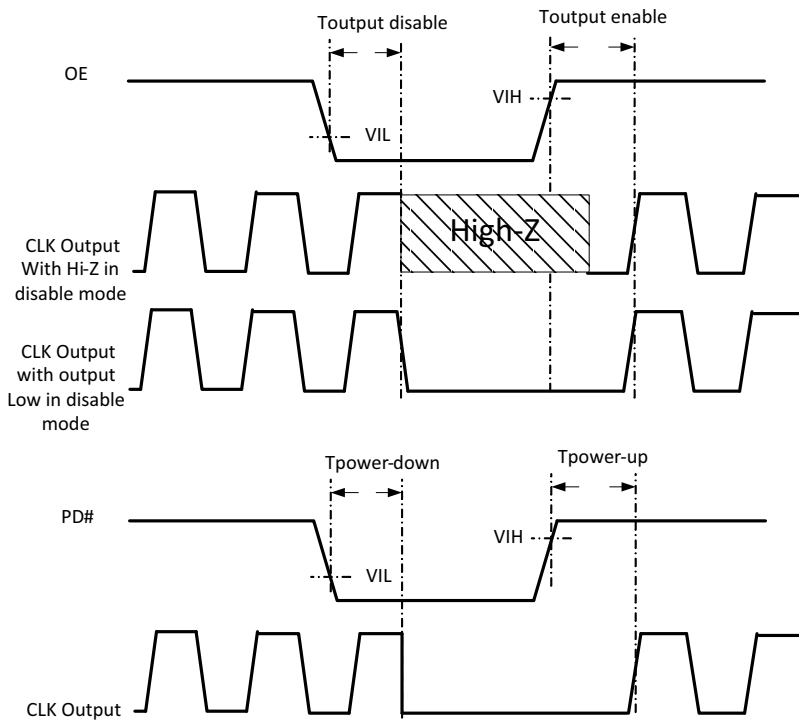 Toutput disable
Toutput enable
OE
VIH
VIL
High-Z
CLK Output
With Hi-Z in
disable mode
CLK Output
with output
Low in disable
mode
Tpower-down
Tpower-up
PD#
VIH
VIL
CLK Output